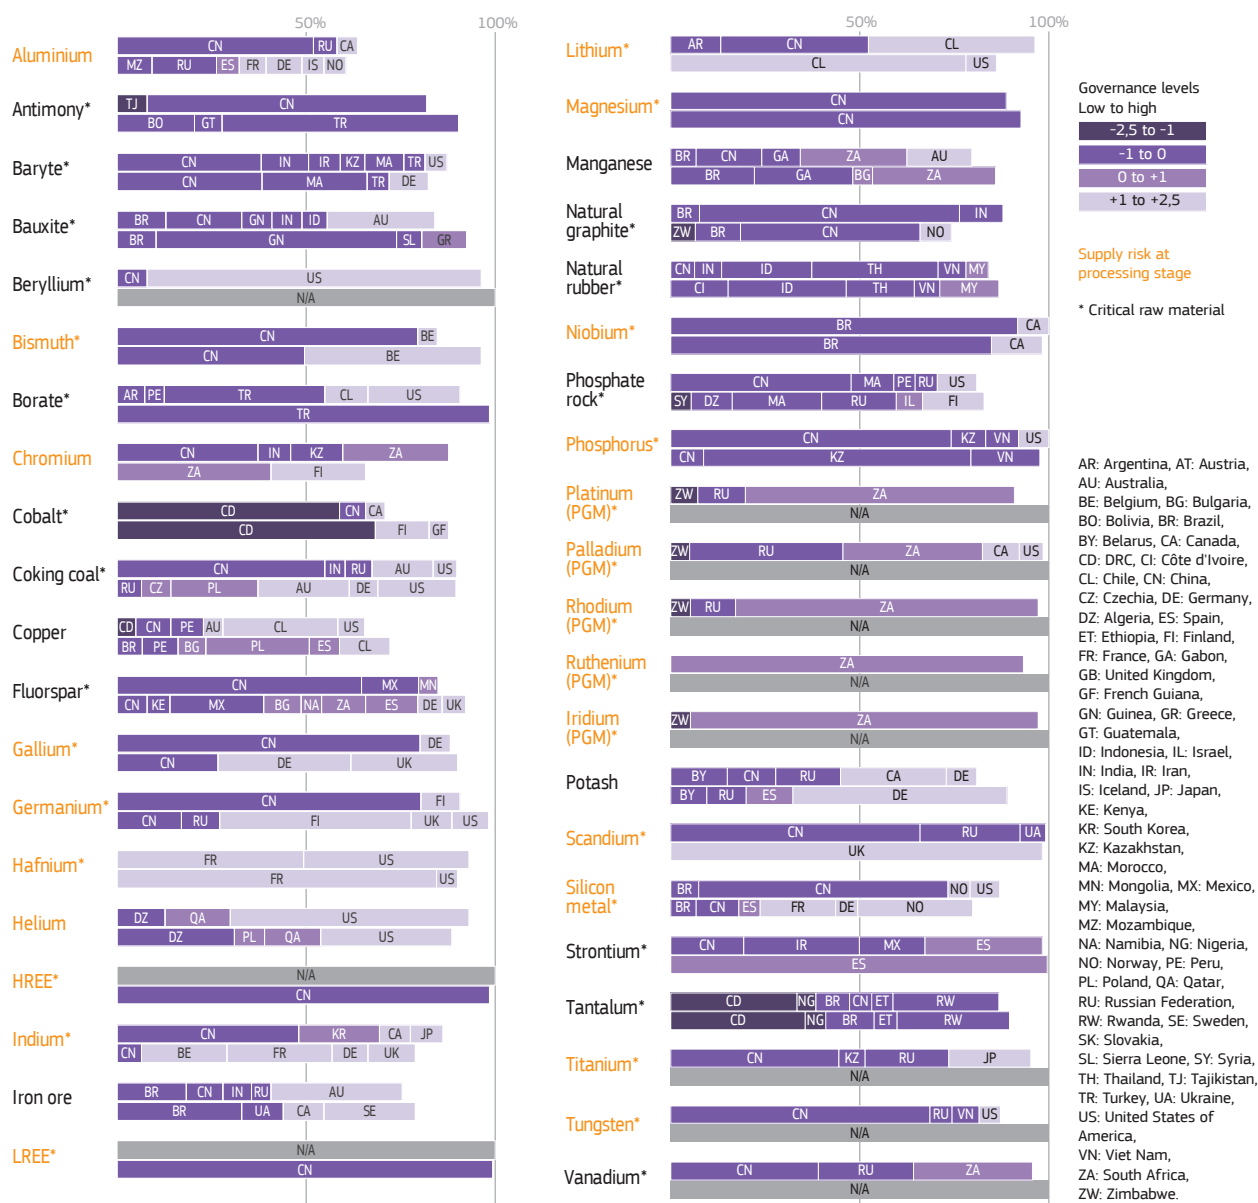 50%
100%
Aluminium
CN RU CA
MZ RU ES FR DE IS NO
Antimony*
TJ CN
BO GT TR
Baryte*
CN IN IR KZ MA TR US
CN MA TR DE
Bauxite*
BR CN GN IN ID AU
BR GN SL GR
Beryllium*
CN US
N/A
Bismuth*
CN BE
CN BE
Borate*
AR PE TR CL US
TR
Chromium
CN IN KZ ZA
ZA FI
Cobalt*
CD CN CA
CD FI GF
Coking coal*
CN IN RU AU US
RU CZ PL AU DE US
Copper
CD CN PE AU CL US
BR PE BG PL ES CL
Fluorspar*
CN MX MN
CN KE MX BG NA ZA ES DE UK
Gallium*
CN DE
CN DE UK
Germanium*
CN FI
CN RU FI UK US
Hafnium*
FR US
FR US
Helium
DZ QA US
DZ PL QA US
HREE*
N/A
CN
Indium*
CN KR CA JP
CN BE FR DE UK
Iron ore
BR CN IN RU AU
BR UA CA SE
LREE*
N/A
CN
50%
100%
Lithium*
AR CN CL
CL US
Magnesium*
CN
CN
Manganese
BR CN GA ZA AU
BR GA BG ZA
Natural
graphite*
BR CN IN
ZW BR CN NO
Natural
rubber*
CN IN ID TH VN MY
CI ID TH VN MY
Niobium*
BR CA
BR CA
Phosphate
rock*
CN MA PE RU US
SY DZ MA RU IL FI
Phosphorus*
CN KZ VN US
CN KZ VN
Platinum
(PGM)*
ZW RU ZA
N/A
Palladium
(PGM)*
ZW RU ZA CA US
N/A
Rhodium
(PGM)*
ZW RU ZA
N/A
Ruthenium
(PGM)*
ZA
N/A
Iridium
(PGM)*
ZW ZA
N/A
Potash
BY CN RU CA DE
BY RU ES DE
Scandium*
CN RU UA
UK
Silicon
metal*
BR CN NO US
BR CN ES FR DE NO
Strontium*
CN IR MX ES
ES
Tantalum*
CD NG BR CN ET RW
CD NG BR ET RW
Titanium*
CN KZ RU JP
N/A
Tungsten*
CN RU VN US
N/A
Vanadium*
CN RU ZA
N/A
Governance levels
Low to high
-2,5 to -1
-1 to 0
0 to +1
+1 to +2,5
Supply risk at
processing stage
* Critical raw material
AR: Argentina, AT: Austria,
AU: Australia,
BE: Belgium, BG: Bulgaria,
BO: Bolivia, BR: Brazil,
BY: Belarus, CA: Canada,
CD: DRC, CI: Côte d'Ivoire,
CL: Chile, CN: China,
CZ: Czechia, DE: Germany,
DZ: Algeria, ES: Spain,
ET: Ethiopia, FI: Finland,
FR: France, GA: Gabon,
GB: United Kingdom,
GF: French Guiana,
GN: Guinea, GR: Greece,
GT: Guatemala,
ID: Indonesia, IL: Israel,
IN: India, IR: Iran,
IS: Iceland, JP: Japan,
KE: Kenya,
KR: South Korea,
KZ: Kazakhstan,
MA: Morocco,
MN: Mongolia, MX: Mexico,
MY: Malaysia,
MZ: Mozambique,
NA: Namibia, NG: Nigeria,
NO: Norway, PE: Peru,
PL: Poland, QA: Qatar,
RU: Russian Federation,
RW: Rwanda, SE: Sweden,
SK: Slovakia,
SL: Sierra Leone, SY: Syria,
TH: Thailand, TJ: Tajikistan,
TR: Turkey, UA: Ukraine,
US: United States of
America,
VN: Viet Nam,
ZA: South Africa,
ZW: Zimbabwe.